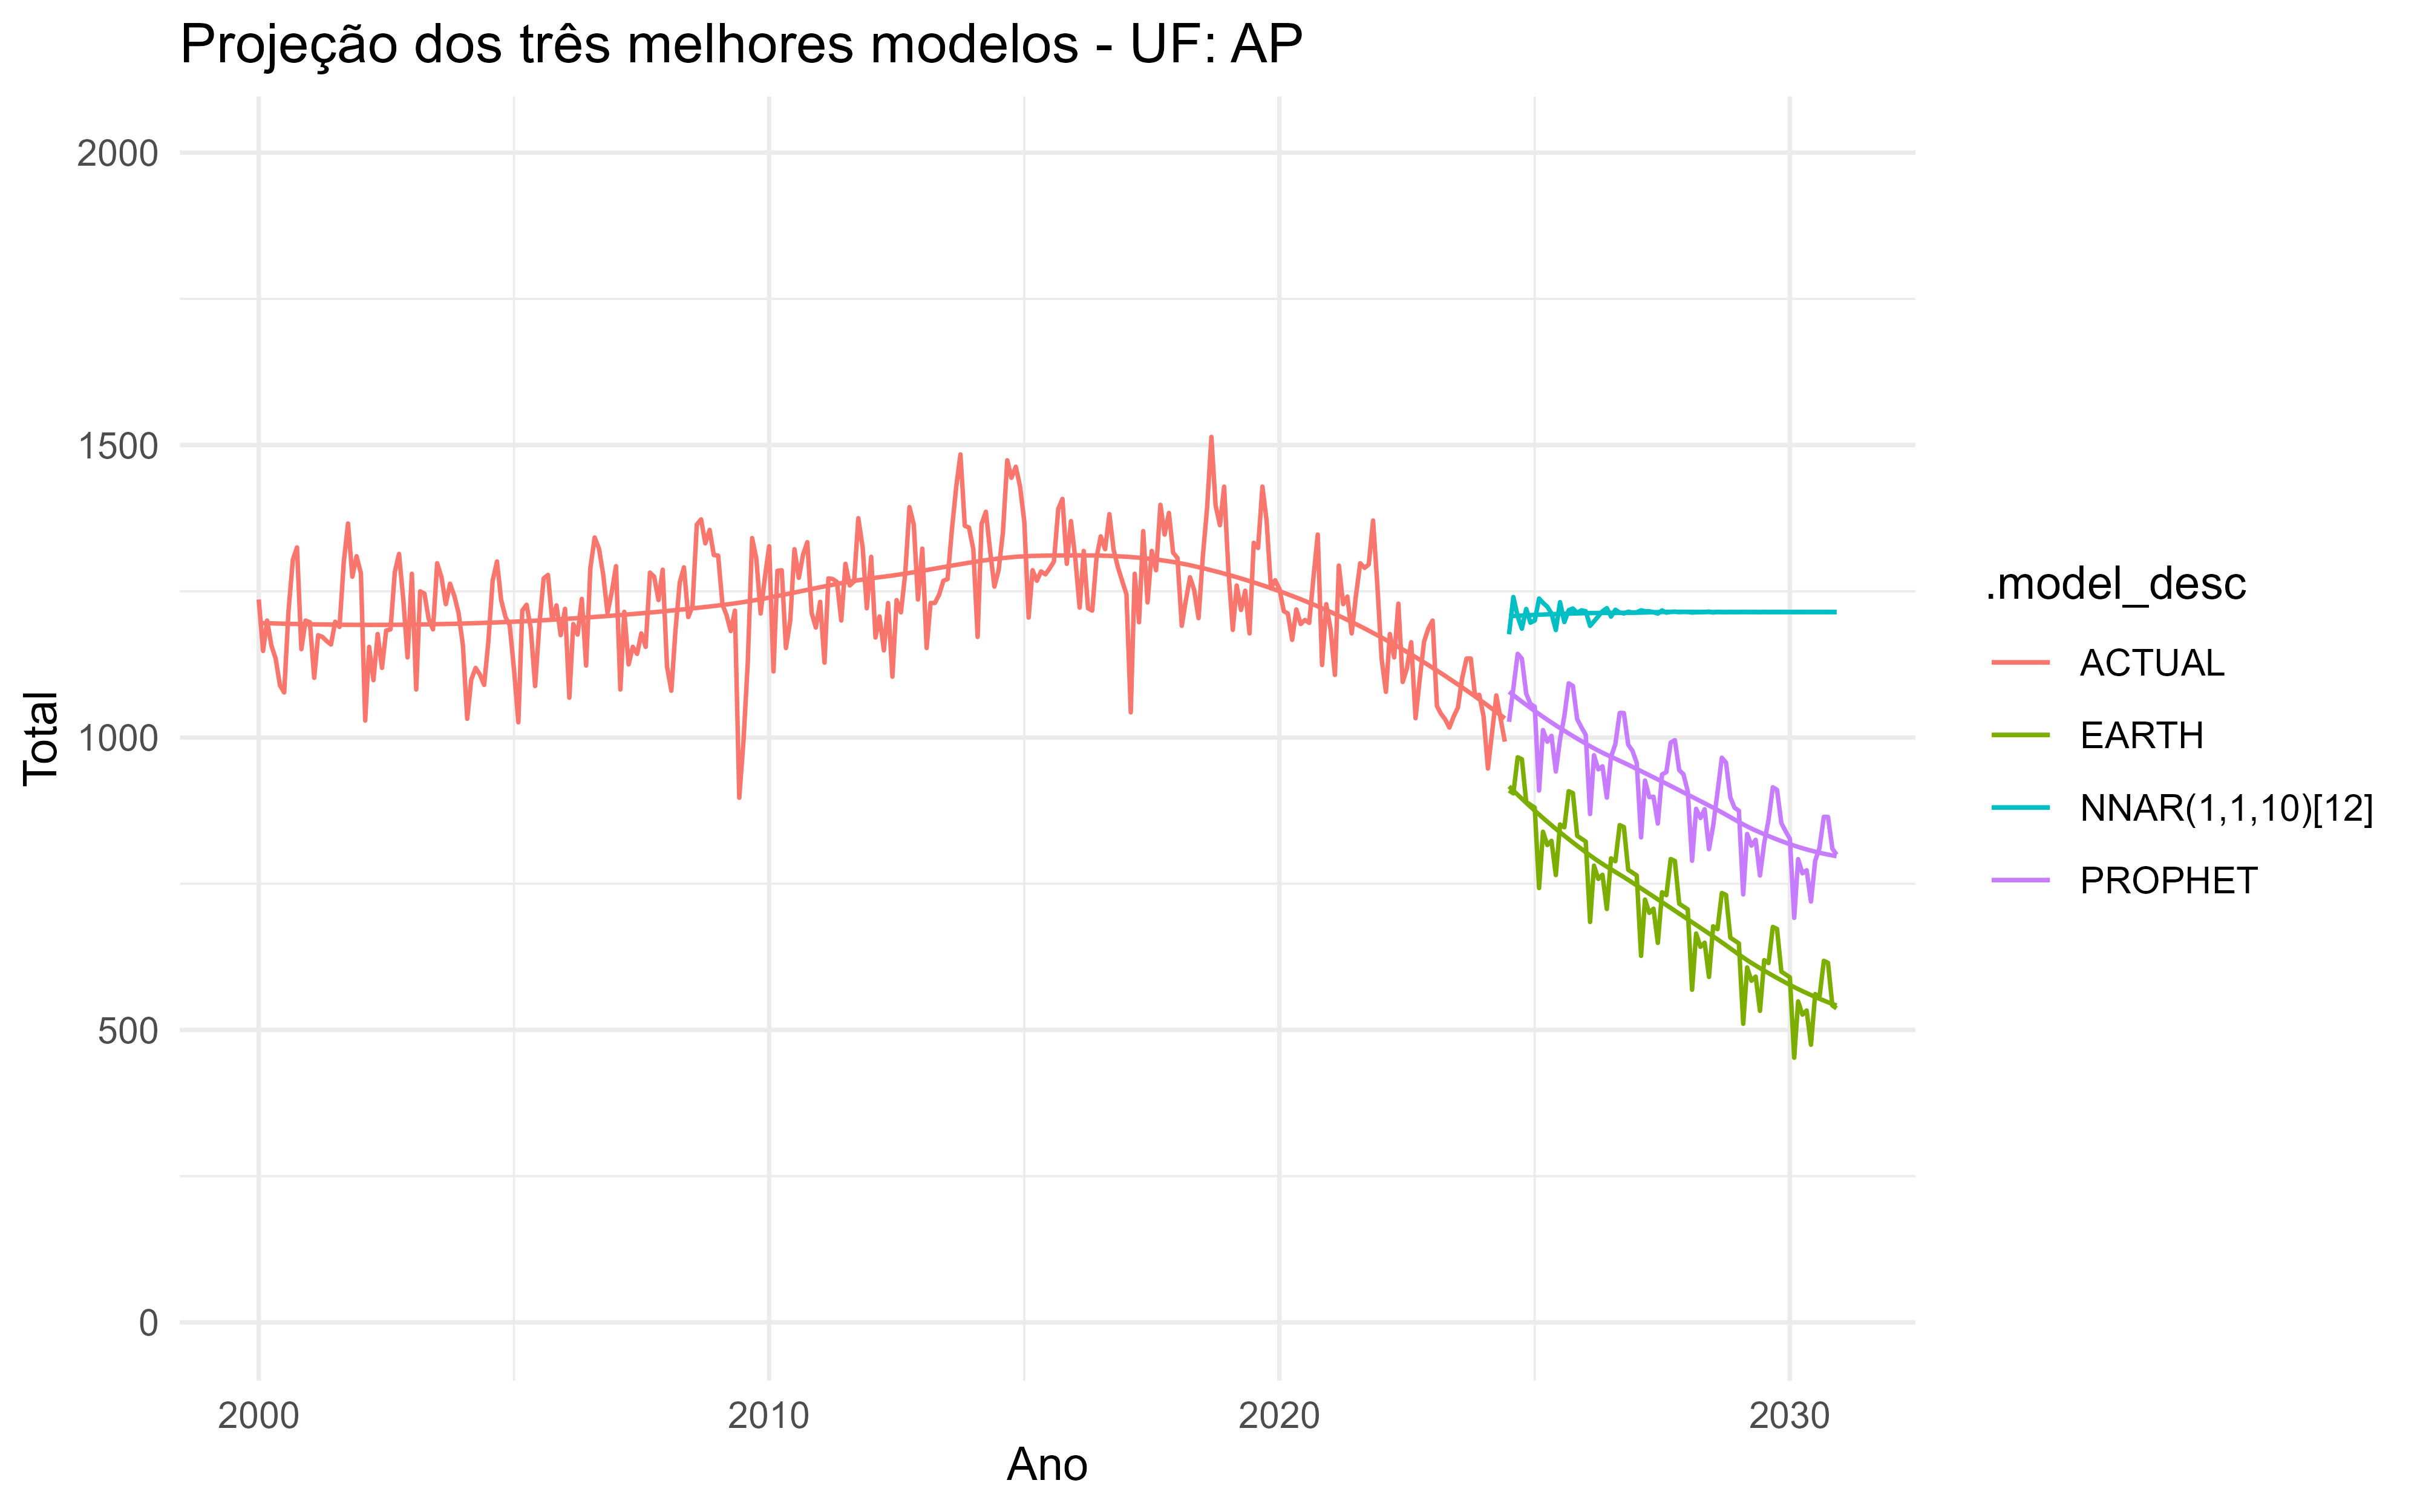 Projeção dos três melhores modelos - UF: AP
2000
1500
1000
500
0
Total
2000
2010
2020
2030
Ano
.model_desc
ACTUAL
EARTH
NNAR(1,1,10)[12]
PROPHET